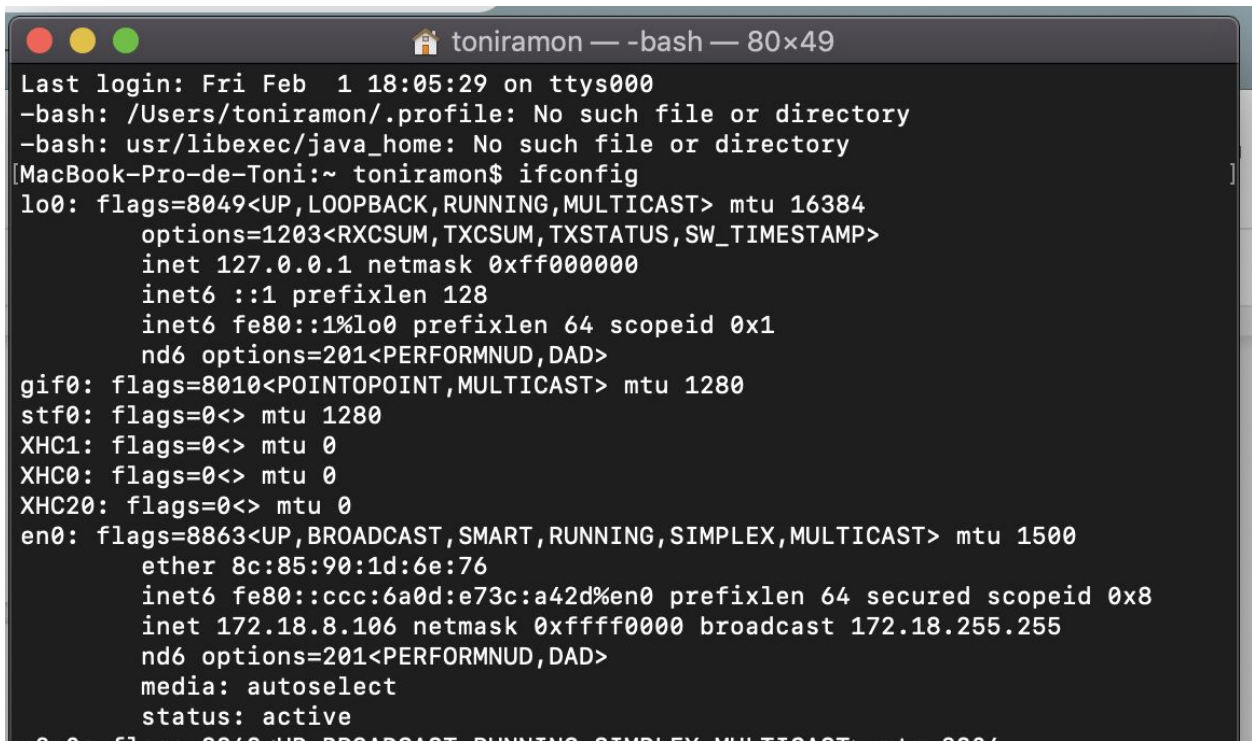 toniramon — -bash — 80×49
Last login: Fri Feb  1 18:05:29 on ttys000
-bash: /Users/toniramon/.profile: No such file or directory
-bash: usr/libexec/java_home: No such file or directory
[MacBook-Pro-de-Toni:~ toniramon$ ifconfig ]
lo0: flags=8049<UP,LOOPBACK,RUNNING,MULTICAST> mtu 16384
        options=1203<RXCSUM,TXCSUM,TXSTATUS,SW_TIMESTAMP>
        inet 127.0.0.1 netmask 0xff000000
        inet6 ::1 prefixlen 128
        inet6 fe80::1%lo0 prefixlen 64 scopeid 0x1
        nd6 options=201<PERFORMNUD,DAD>
gif0: flags=8010<POINTOPOINT,MULTICAST> mtu 1280
stf0: flags=0<> mtu 1280
XHC1: flags=0<> mtu 0
XHC0: flags=0<> mtu 0
XHC20: flags=0<> mtu 0
en0: flags=8863<UP,BROADCAST,SMART,RUNNING,SIMPLEX,MULTICAST> mtu 1500
        ether 8c:85:90:1d:6e:76
        inet6 fe80::ccc:6a0d:e73c:a42d%en0 prefixlen 64 secured scopeid 0x8
        inet 172.18.8.106 netmask 0xffff0000 broadcast 172.18.255.255
        nd6 options=201<PERFORMNUD,DAD>
        media: autoselect
        status: active